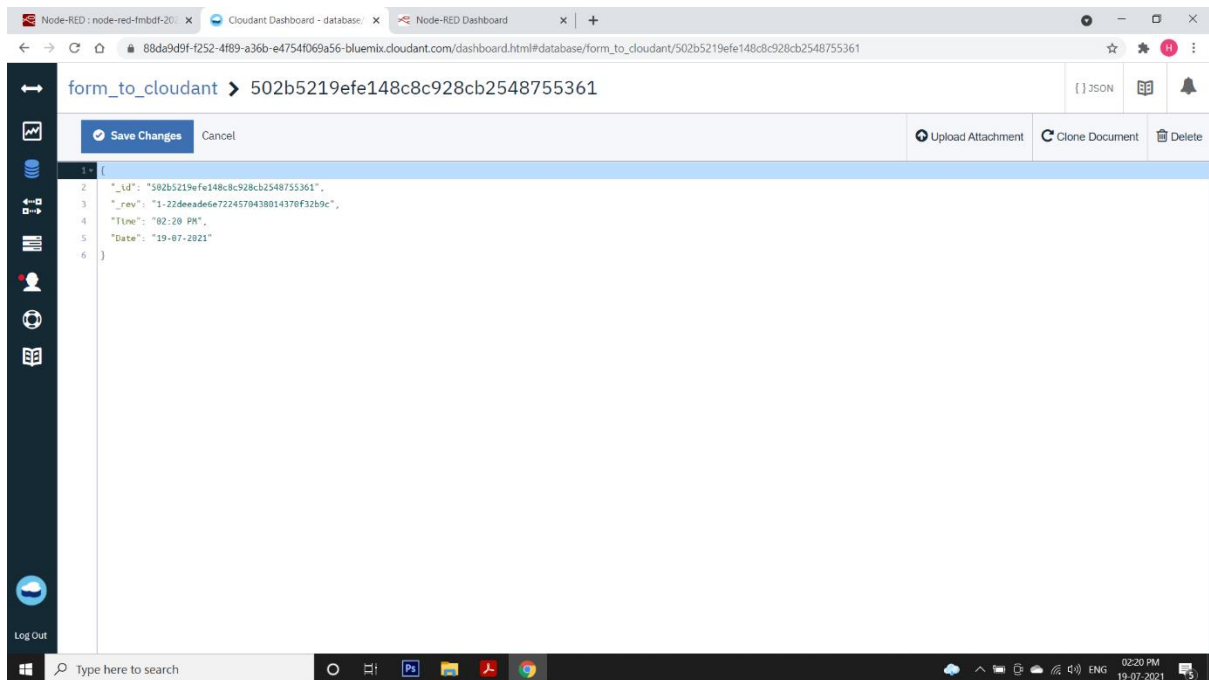 Node-RED : node-red-fmbdf-202 Cloudant Dashboard - database/ Node-RED Dashboard
88da9d9f-f252-4f89-a36b-e4754f069a56-bluemix.cloudant.com/dashboard.html#database/form_to_cloudant/502b5219efe148c8c928cb2548755361 H
form_to_cloudant > 502b5219efe148c8c928cb2548755361 { } JSON
Save Changes Cancel Upload Attachment Clone Document Delete
1 {
2 "_id": "502b5219efe148c8c928cb2548755361",
3 "_rev": "1-22deeade6e7224570438014370f32b9c",
4 "Time": "02:20 PM",
5 "Date": "19-07-2021"
6 }
Log Out
Type here to search Ps ENG 02:20 PM
19-07-2021 5